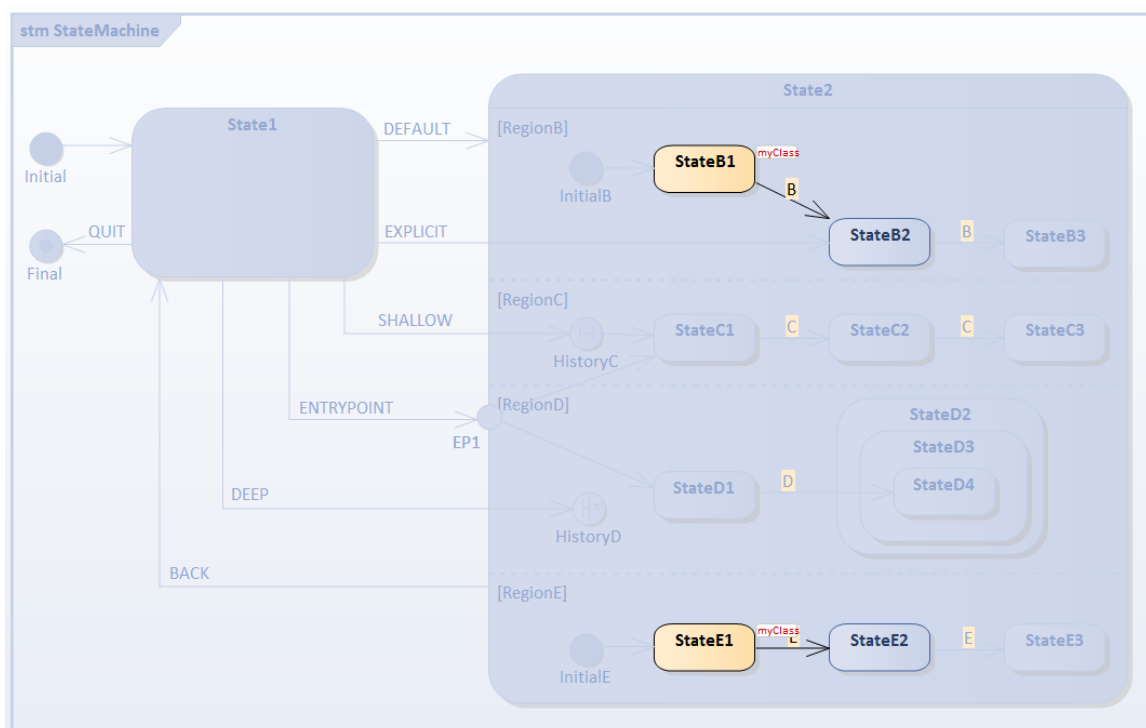 stm StateMachine
State2
State1
DEFAULT
[RegionB]
Initial
StateB1
myClass
InitialB
B
QUIT
EXPLICIT
StateB2
B
StateB3
Final
[RegionC]
SHALLOW
H
HistoryC
StateC1
C
StateC2
C
StateC3
[RegionD]
ENTRYPOINT
EP1
StateD2
StateD3
StateD1
D
StateD4
DEEP
H*
HistoryD
BACK
[RegionE]
StateE1
myClass
StateE2
E
StateE3
InitialE